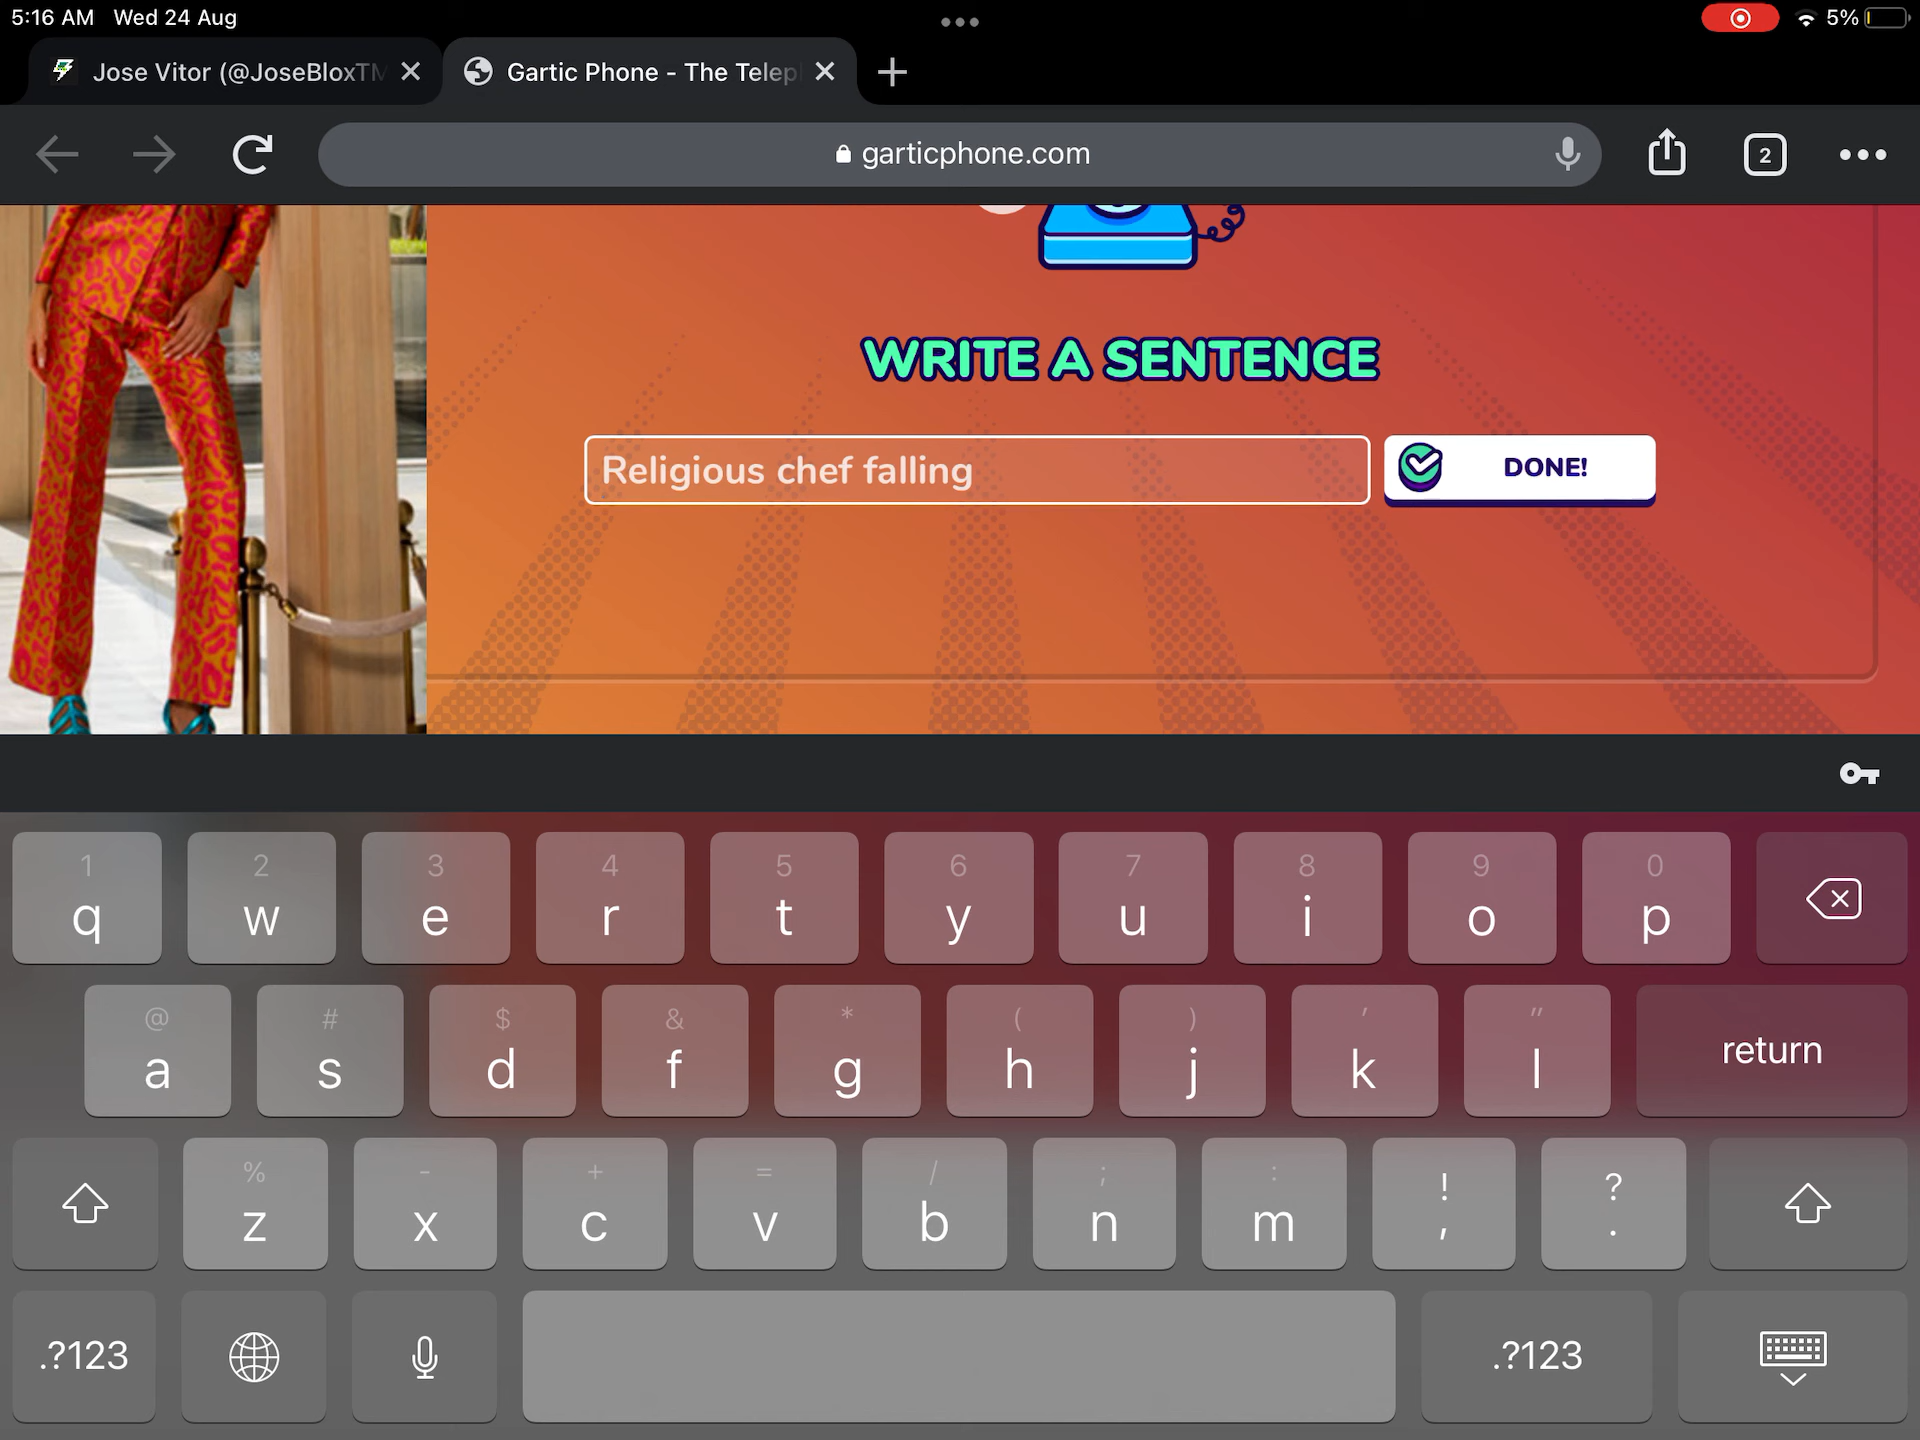 5:16 AM Wed 24 Aug
5%
Jose Vitor (@JoseBloxTM
Gartic Phone - The Telep
garticphone.com
2
WRITE A SENTENCE
Religious chef falling
DONE!
1 2 3 4 5 6 7 8 9 0
q w e r t y u i o p
@ # $ & * ( ) ' "
a s d f g h j k l return
% - + = / ; : ! ?
z x c v b n m , .
.?123 .?123